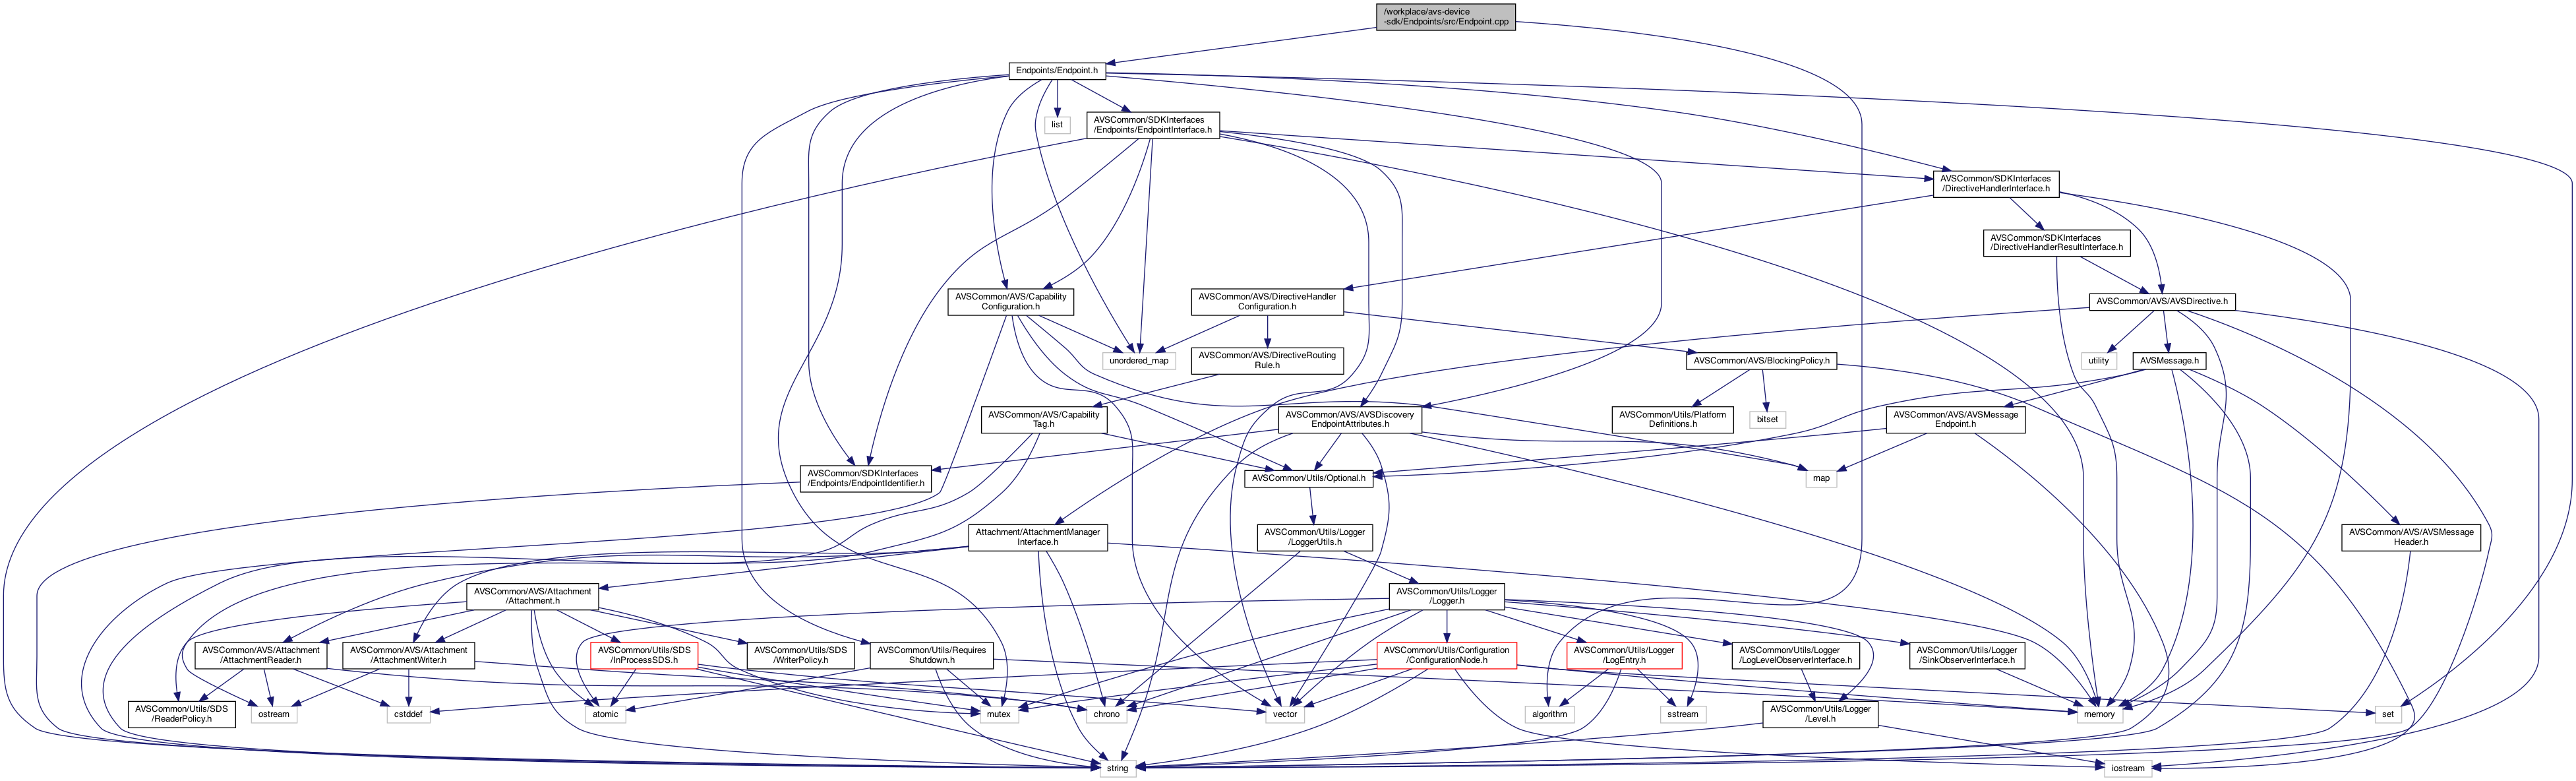 /workplace/avs-device
-sdk/Endpoints/src/Endpoint.cpp
Endpoints/Endpoint.h
list
AVSCommon/SDKInterfaces
/Endpoints/EndpointInterface.h
AVSCommon/SDKInterfaces
/DirectiveHandlerInterface.h
AVSCommon/SDKInterfaces
/DirectiveHandlerResultInterface.h
AVSCommon/AVS/Capability
Configuration.h
AVSCommon/AVS/DirectiveHandler
Configuration.h
AVSCommon/AVS/AVSDirective.h
unordered_map
AVSCommon/AVS/DirectiveRouting
Rule.h
AVSCommon/AVS/BlockingPolicy.h
utility
AVSMessage.h
AVSCommon/AVS/Capability
Tag.h
AVSCommon/AVS/AVSDiscovery
EndpointAttributes.h
AVSCommon/Utils/Platform
Definitions.h
bitset
AVSCommon/AVS/AVSMessage
Endpoint.h
AVSCommon/SDKInterfaces
/Endpoints/EndpointIdentifier.h
AVSCommon/Utils/Optional.h
map
Attachment/AttachmentManager
Interface.h
AVSCommon/Utils/Logger
/LoggerUtils.h
AVSCommon/AVS/AVSMessage
Header.h
AVSCommon/AVS/Attachment
/Attachment.h
AVSCommon/Utils/Logger
/Logger.h
AVSCommon/AVS/Attachment
/AttachmentReader.h
AVSCommon/AVS/Attachment
/AttachmentWriter.h
AVSCommon/Utils/SDS
/InProcessSDS.h
AVSCommon/Utils/SDS
/WriterPolicy.h
AVSCommon/Utils/Requires
Shutdown.h
AVSCommon/Utils/Configuration
/ConfigurationNode.h
AVSCommon/Utils/Logger
/LogEntry.h
AVSCommon/Utils/Logger
/LogLevelObserverInterface.h
AVSCommon/Utils/Logger
/SinkObserverInterface.h
AVSCommon/Utils/SDS
/ReaderPolicy.h
ostream
cstddef
atomic
mutex
chrono
vector
algorithm
sstream
AVSCommon/Utils/Logger
/Level.h
memory
set
string
iostream